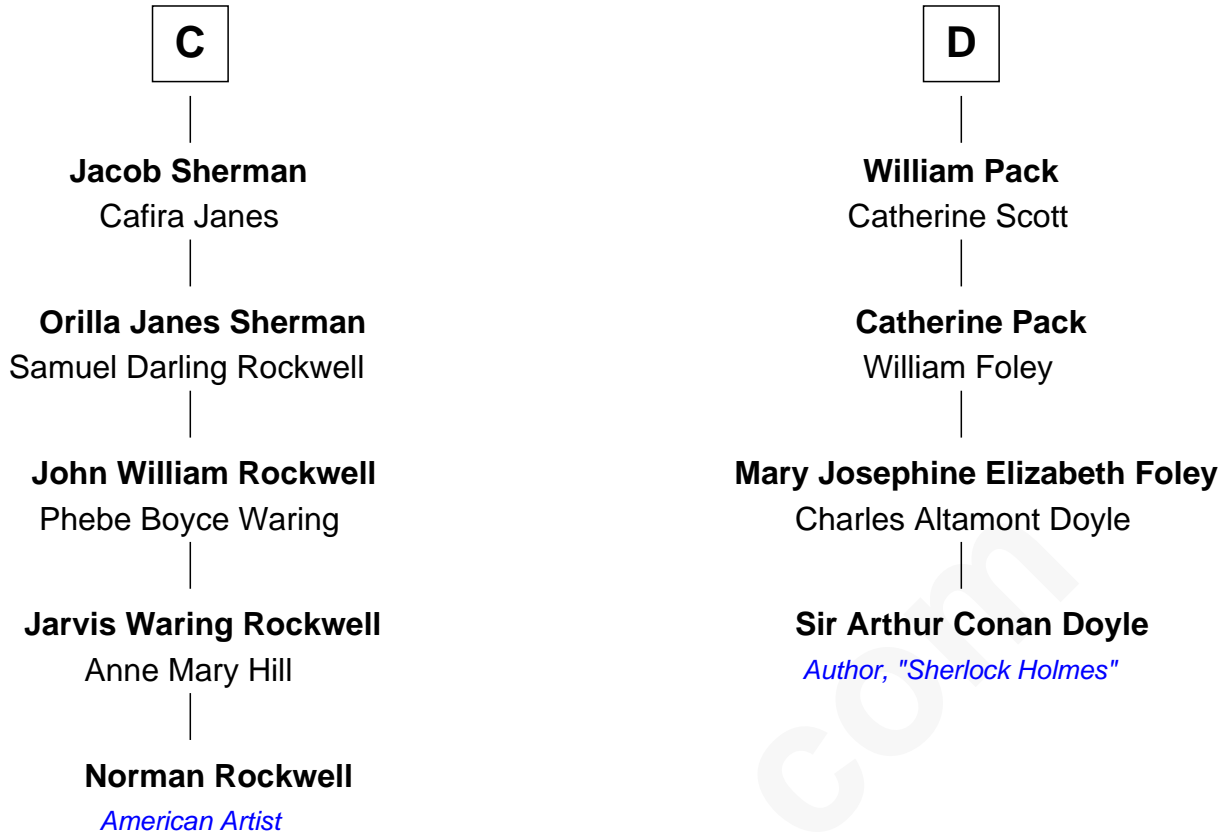 C
Jacob Sherman
Cafira Janes
Orilla Janes Sherman
Samuel Darling Rockwell
John William Rockwell
Phebe Boyce Waring
Jarvis Waring Rockwell
Anne Mary Hill
Norman Rockwell
American Artist
D
William Pack
Catherine Scott
Catherine Pack
William Foley
Mary Josephine Elizabeth Foley
Charles Altamont Doyle
Sir Arthur Conan Doyle
Author, "Sherlock Holmes"
com